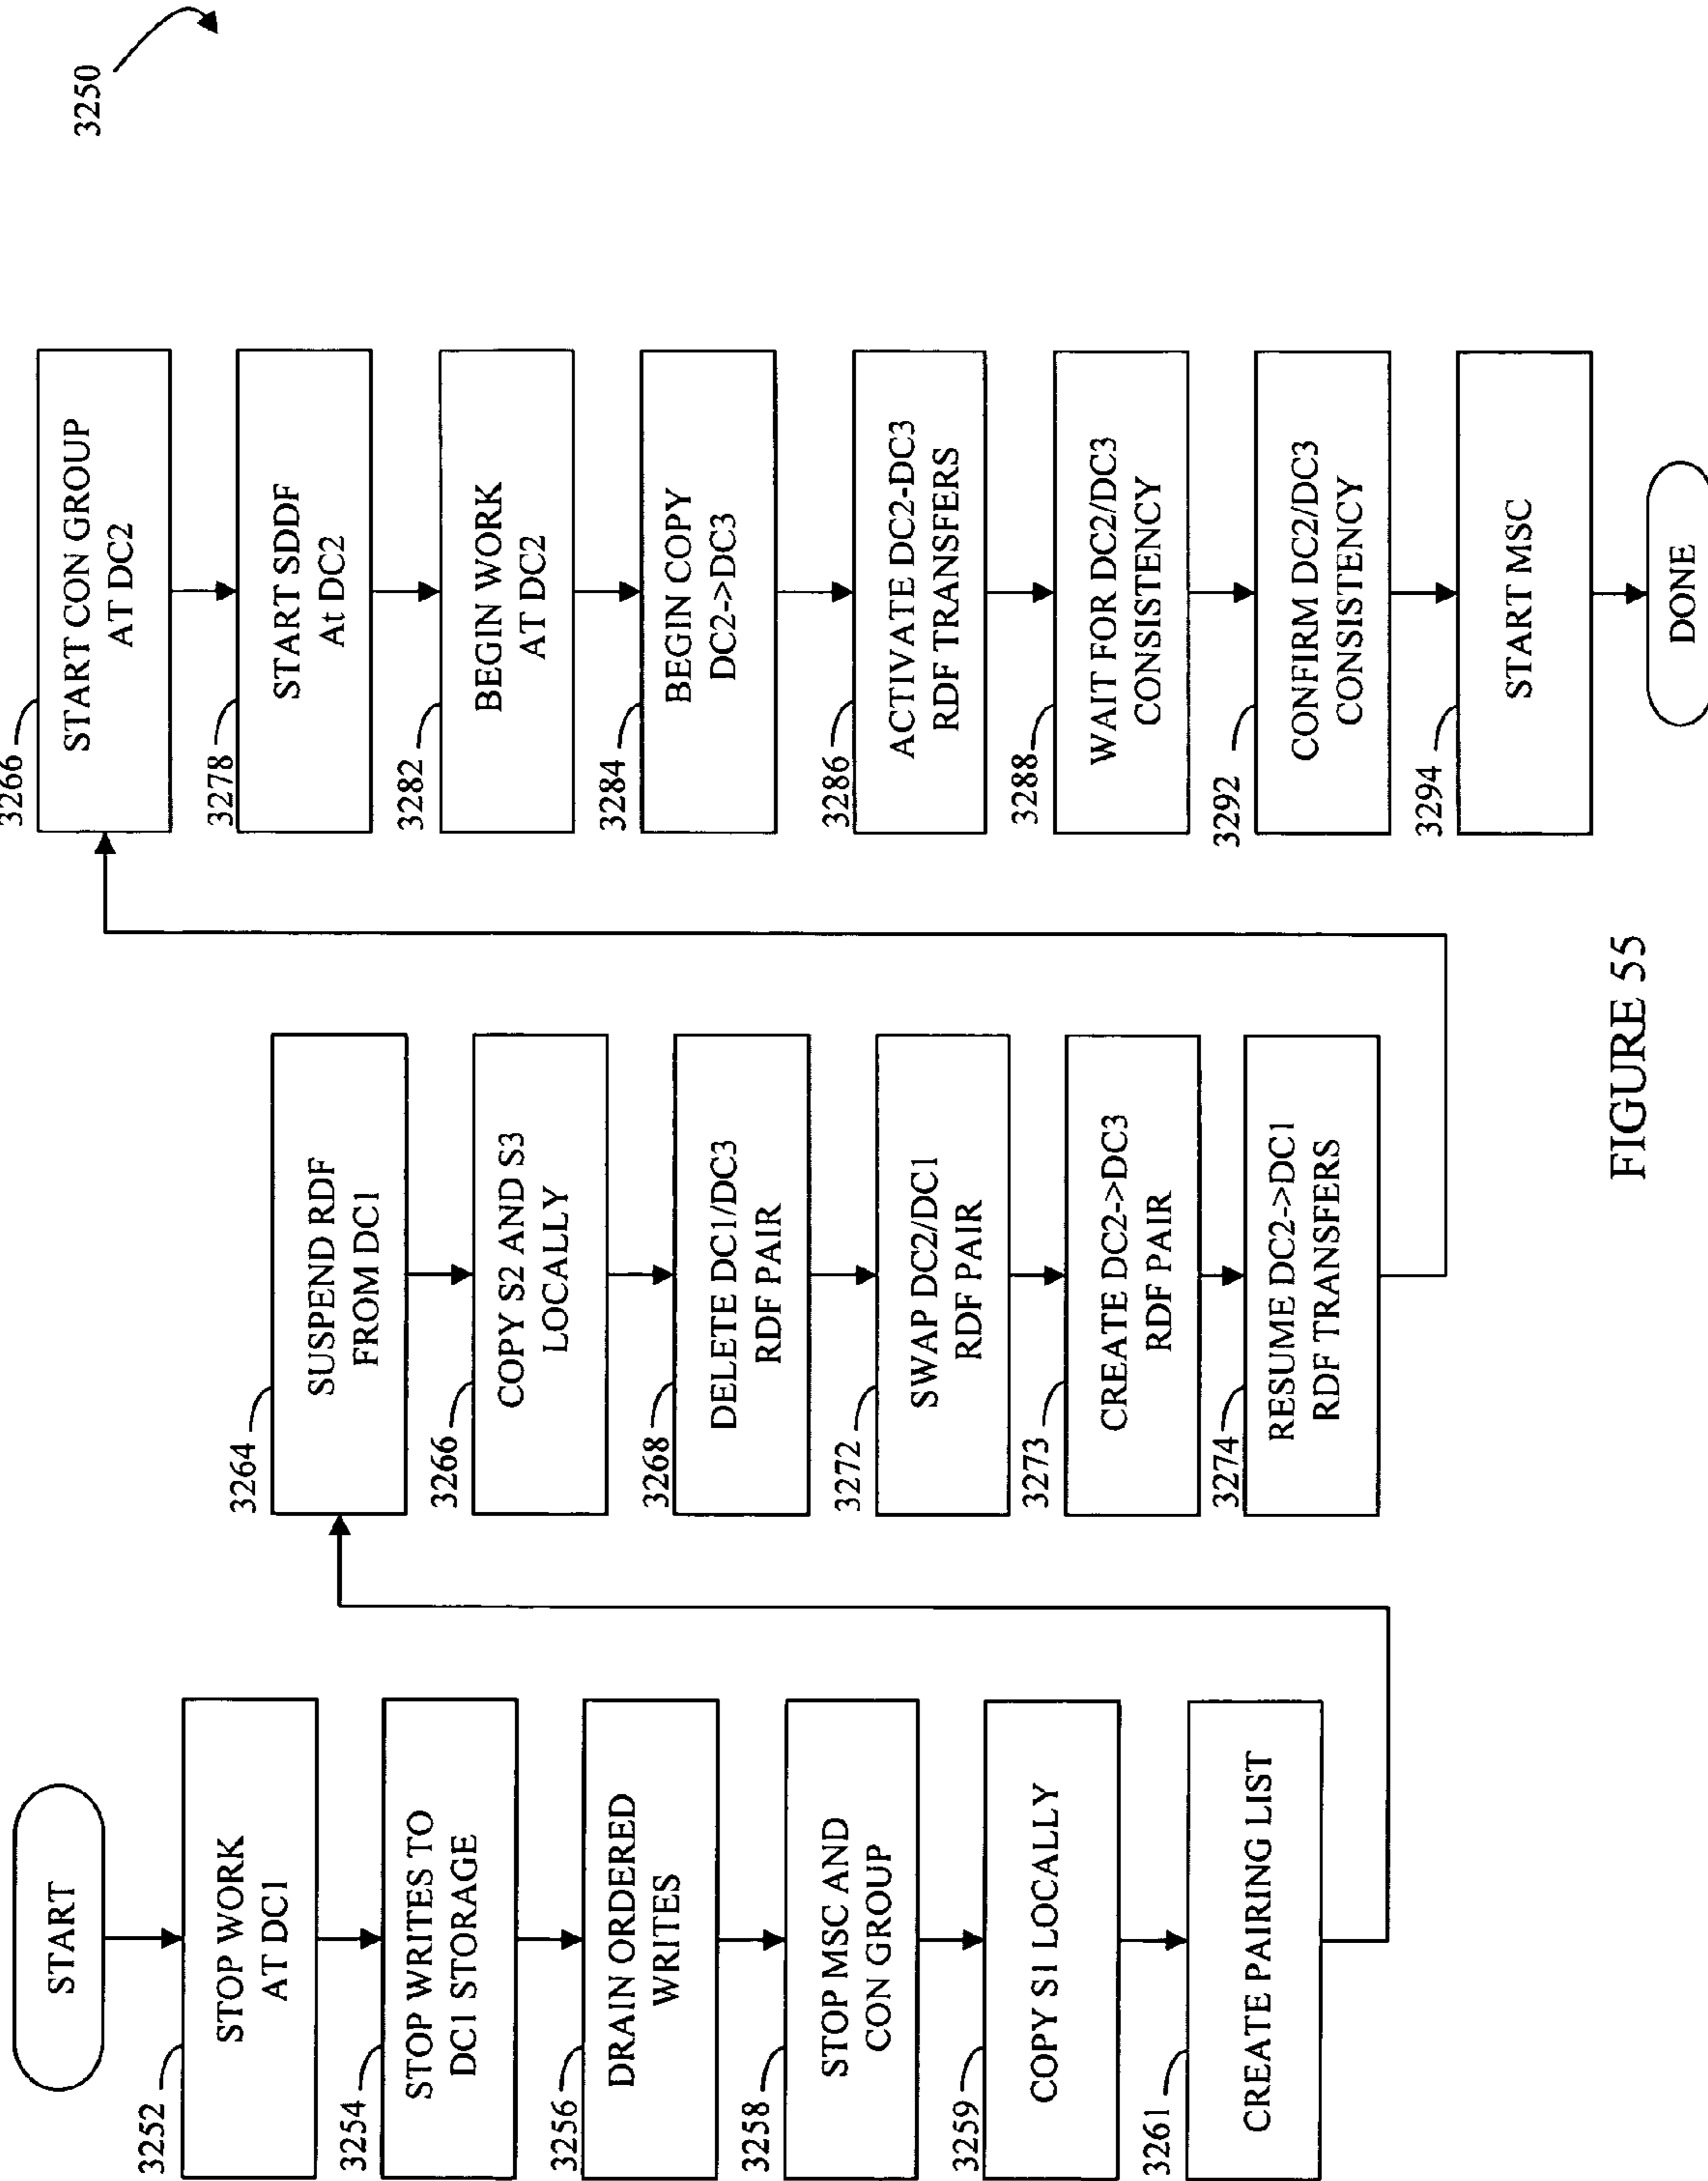 3250
START
3252
STOP WORK
AT DC1
3254
STOP WRITES TO
DC1 STORAGE
3256
DRAIN ORDERED
WRITES
3258
STOP MSC AND
CON GROUP
3259
COPY S1 LOCALLY
3261
CREATE PAIRING LIST
3264
SUSPEND RDF
FROM DC1
3266
COPY S2 AND S3
LOCALLY
3268
DELETE DC1/DC3
RDF PAIR
3272
SWAP DC2/DC1
RDF PAIR
3273
CREATE DC2->DC3
RDF PAIR
3274
RESUME DC2->DC1
RDF TRANSFERS
3266
START CON GROUP
AT DC2
3278
START SDDF
At DC2
3282
BEGIN WORK
AT DC2
3284
BEGIN COPY
DC2->DC3
3286
ACTIVATE DC2-DC3
RDF TRANSFERS
3288
WAIT FOR DC2/DC3
CONSISTENCY
3292
CONFIRM DC2/DC3
CONSISTENCY
3294
START MSC
DONE
FIGURE 55